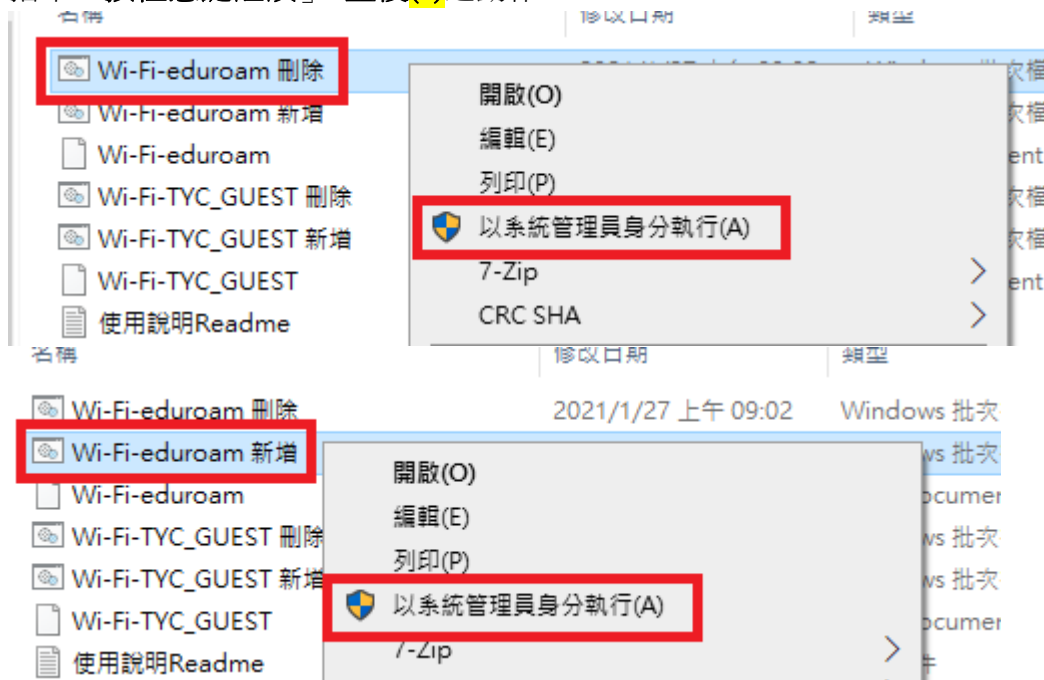 名稱 修改日期 類型
Wi-Fi-eduroam 刪除
開啟(O)
Wi-Fi-eduroam 新增
編輯(E)
Wi-Fi-eduroam
列印(P)
Wi-Fi-TYC_GUEST 刪除
以系統管理員身分執行(A)
Wi-Fi-TYC_GUEST 新增
7-Zip
Wi-Fi-TYC_GUEST
CRC SHA
使用說明Readme
名稱 修改日期 類型
Wi-Fi-eduroam 刪除 2021/1/27 上午 09:02 Windows 批次
Wi-Fi-eduroam 新增
開啟(O)
Wi-Fi-eduroam
編輯(E)
Wi-Fi-TYC_GUEST 刪除
列印(P)
Wi-Fi-TYC_GUEST 新增
以系統管理員身分執行(A)
Wi-Fi-TYC_GUEST
7-Zip
使用說明Readme